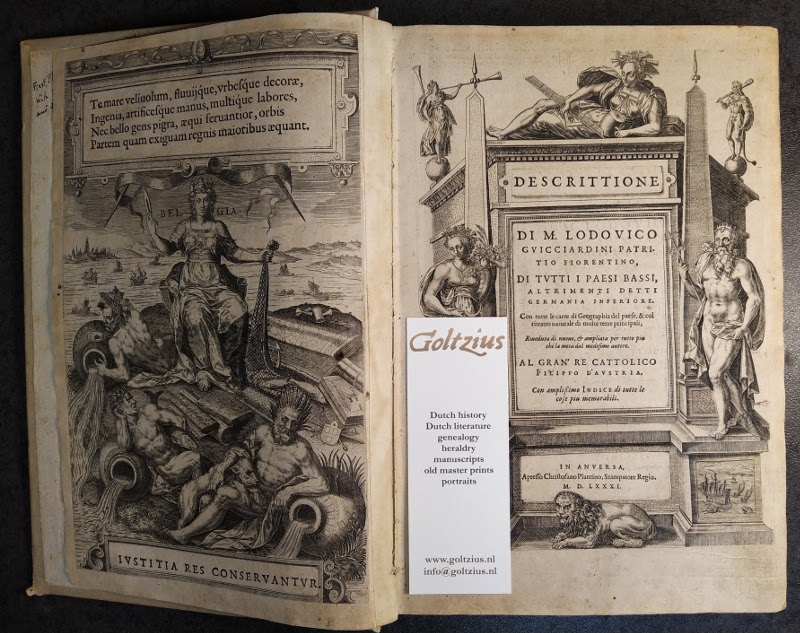 Te mare veliuolum, fluuijque, vrbesque decoræ,
Ingenia, artificesque manus, multique labores,
Nec bello gens pigra, æqui seruantior, orbis
Partem quam exiguam regnis maioribus æquant.
BELGIA
IVSTITIA RES CONSERVANTVR.
DESCRITTIONE
DI M. LODOVICO
GVICCIARDINI PATRI-
TIO FIORENTINO,
DI TVTTI I PAESI BASSI,
ALTRIMENTI DETTI
GERMANIA INFERIORE.
Con tutte le carte di Geographia del paese, & col
ritratto naturale di molte terre principali;
Riueduta di nuouo, & ampliata per tutto piu
che la meta dal medesimo autore.
AL GRAN' RE CATTOLICO
FILIPPO D'AVSTRIA.
Con amplissimo INDICE di tutte le
cose piu memorabili.
IN ANVERSA,
Apresso Christofano Plantino, Stampatore Regio.
M. D. LXXXI.
Goltzius
Dutch history
Dutch literature
genealogy
heraldry
manuscripts
old master prints
portraits
www.goltzius.nl
info@goltzius.nl